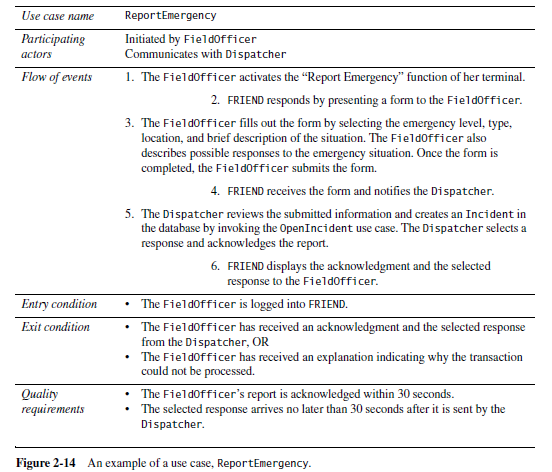 Use case name ReportEmergency
Participating Initiated by FieldOfficer
actors Communicates with Dispatcher
Flow of events 1. The FieldOfficer activates the “Report Emergency” function of her terminal.
2. FRIEND responds by presenting a form to the FieldOfficer.
3. The FieldOfficer fills out the form by selecting the emergency level, type,
location, and brief description of the situation. The FieldOfficer also
describes possible responses to the emergency situation. Once the form is
completed, the FieldOfficer submits the form.
4. FRIEND receives the form and notifies the Dispatcher.
5. The Dispatcher reviews the submitted information and creates an Incident in
the database by invoking the OpenIncident use case. The Dispatcher selects a
response and acknowledges the report.
6. FRIEND displays the acknowledgment and the selected
response to the FieldOfficer.
Entry condition • The FieldOfficer is logged into FRIEND.
Exit condition • The FieldOfficer has received an acknowledgment and the selected response
from the Dispatcher, OR
• The FieldOfficer has received an explanation indicating why the transaction
could not be processed.
Quality • The FieldOfficer’s report is acknowledged within 30 seconds.
requirements • The selected response arrives no later than 30 seconds after it is sent by the
Dispatcher.
Figure 2-14 An example of a use case, ReportEmergency.